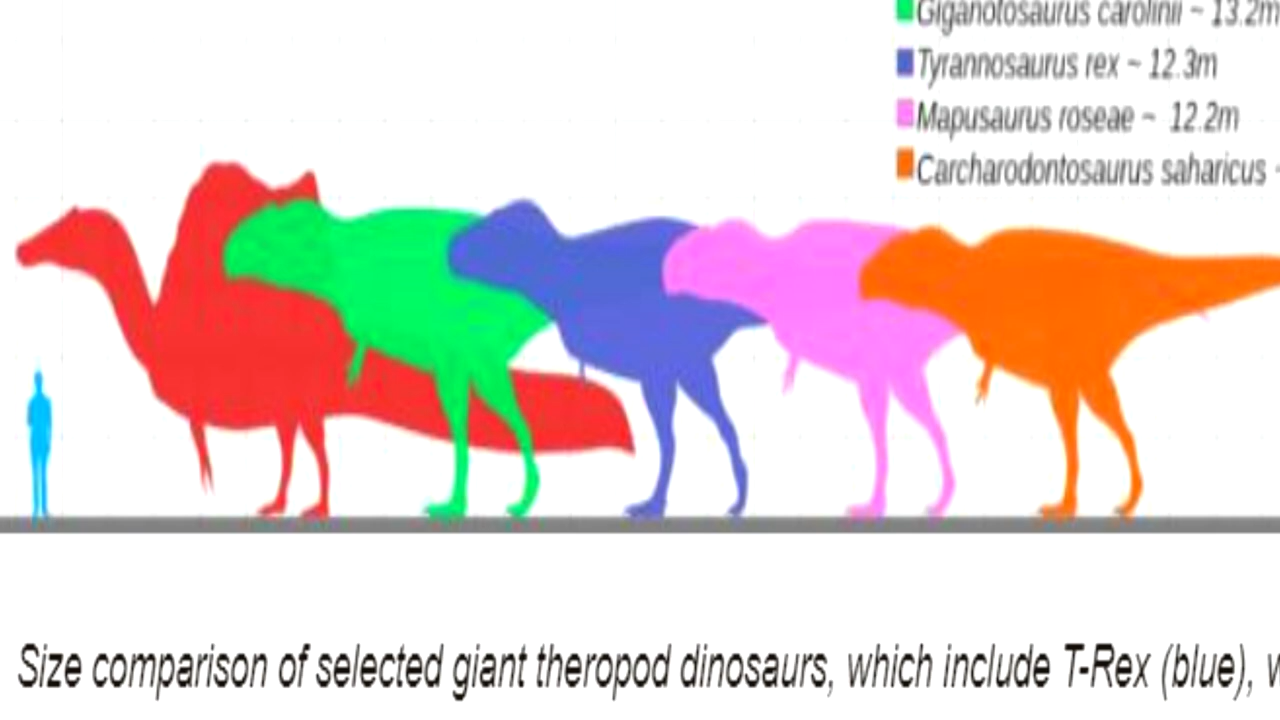 Giganotosaurus carolinii ~ 13.2m
Tyrannosaurus rex ~ 12.3m
Mapusaurus roseae ~ 12.2m
Carcharodontosaurus saharicus -
Size comparison of selected giant theropod dinosaurs, which include T-Rex (blue), w